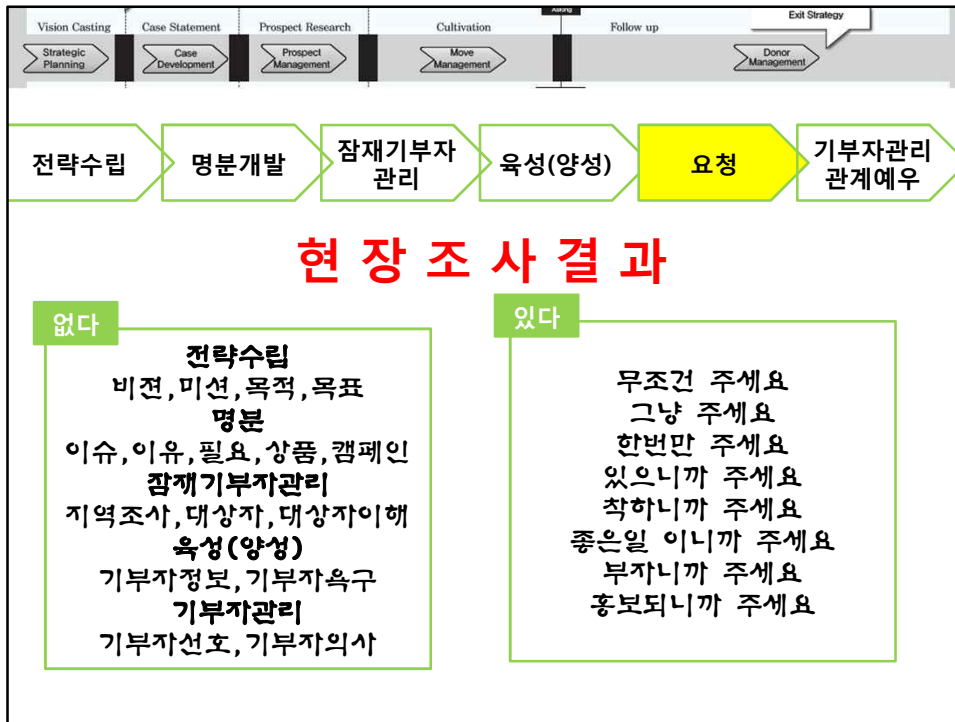 Asking
Exit Strategy
Vision Casting
Case Statement
Prospect Research
Cultivation
Follow up
Strategic
Planning
Case
Development
Prospect
Management
Move
Management
Donor
Management
전략수립
명분개발
잠재기부자
관리
육성(양성)
요청
기부자관리
관계예우
현 장 조 사 결 과
없다
전략수립
비젼,미션,목적,목표
명분
이슈,이유,필요,상품,캠페인
잠재기부자관리
지역조사,대상자,대상자이해
육성(양성)
기부자정보,기부자욕구
기부자관리
기부자선호,기부자의사
있다
무조건 주세요
그냥 주세요
한번만 주세요
있으니까 주세요
착하니까 주세요
좋은일 이니까 주세요
부자니까 주세요
홍보되니까 주세요